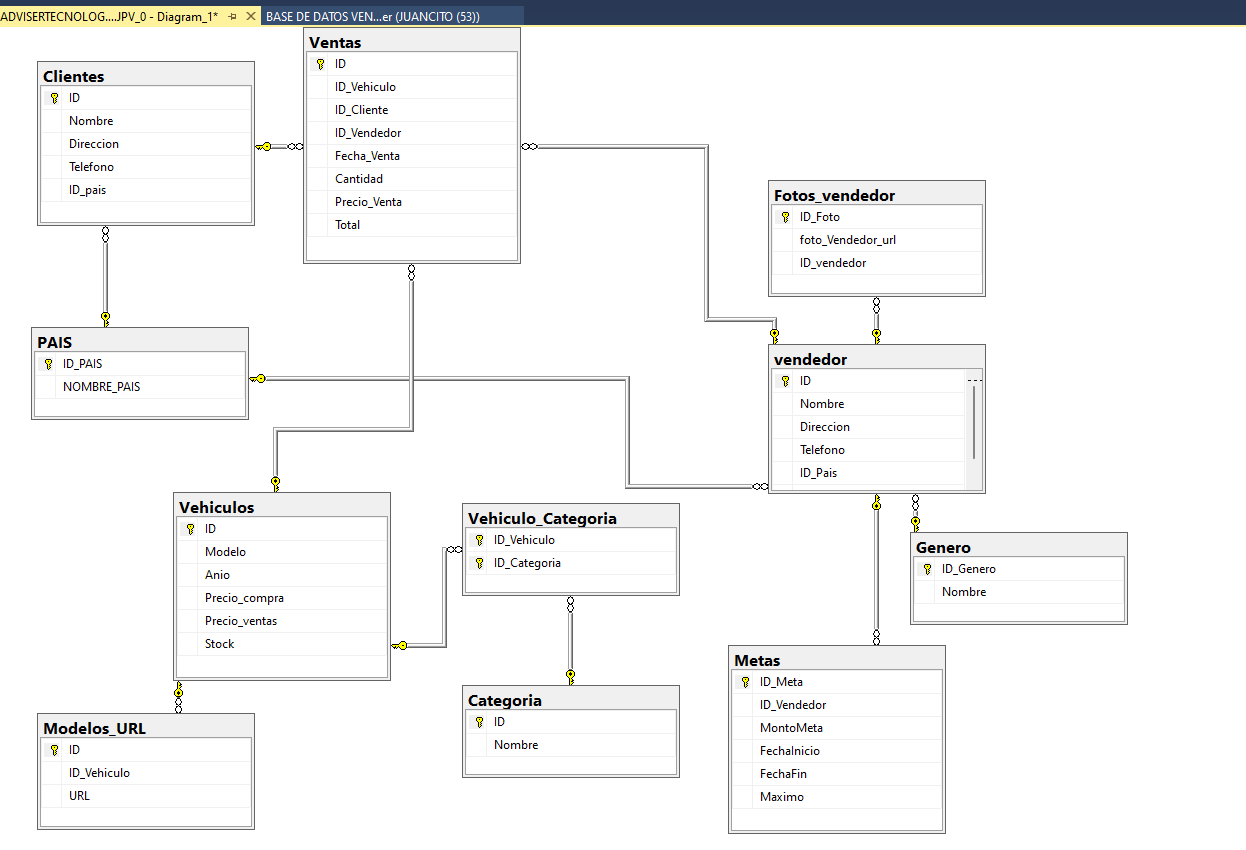 ADVISERTECNOLOG....JPV_0 - Diagram_1*
BASE DE DATOS VEN...er (JUANCITO (53))
Ventas
ID
ID_Vehiculo
ID_Cliente
ID_Vendedor
Fecha_Venta
Cantidad
Precio_Venta
Total
Clientes
ID
Nombre
Direccion
Telefono
ID_pais
Fotos_vendedor
ID_Foto
foto_Vendedor_url
ID_vendedor
PAIS
ID_PAIS
NOMBRE_PAIS
vendedor
ID
Nombre
Direccion
Telefono
ID_Pais
Vehiculos
ID
Modelo
Anio
Precio_compra
Precio_ventas
Stock
Vehiculo_Categoria
ID_Vehiculo
ID_Categoria
Genero
ID_Genero
Nombre
Metas
ID_Meta
ID_Vendedor
MontoMeta
FechaInicio
FechaFin
Maximo
Categoria
ID
Nombre
Modelos_URL
ID
ID_Vehiculo
URL